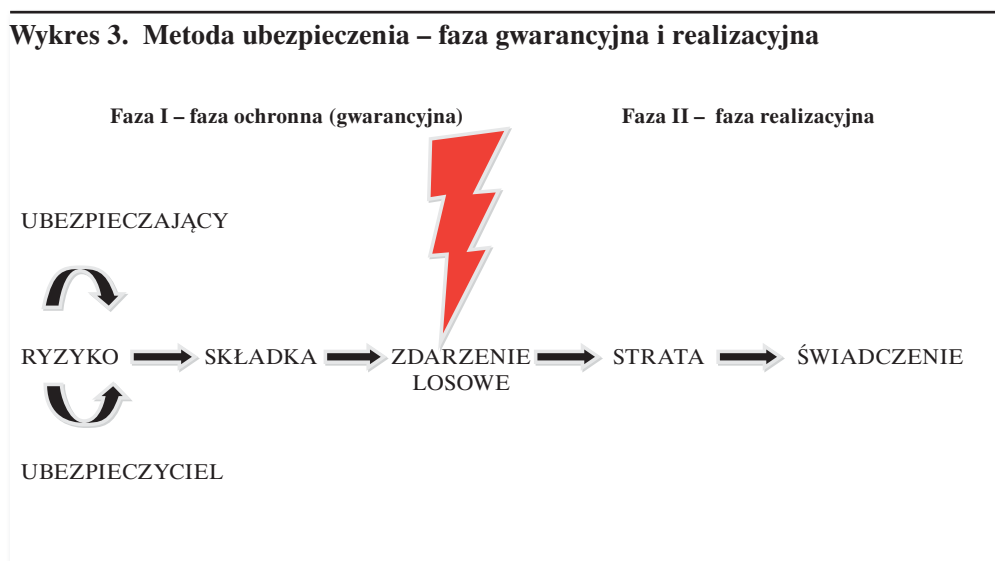 Wykres 3. Metoda ubezpieczenia – faza gwarancyjna i realizacyjna
Faza I – faza ochronna (gwarancyjna)
Faza II – faza realizacyjna
UBEZPIECZAJĄCY
RYZYKO SKŁADKA ZDARZENIE STRATA ŚWIADCZENIE
LOSOWE
UBEZPIECZYCIEL